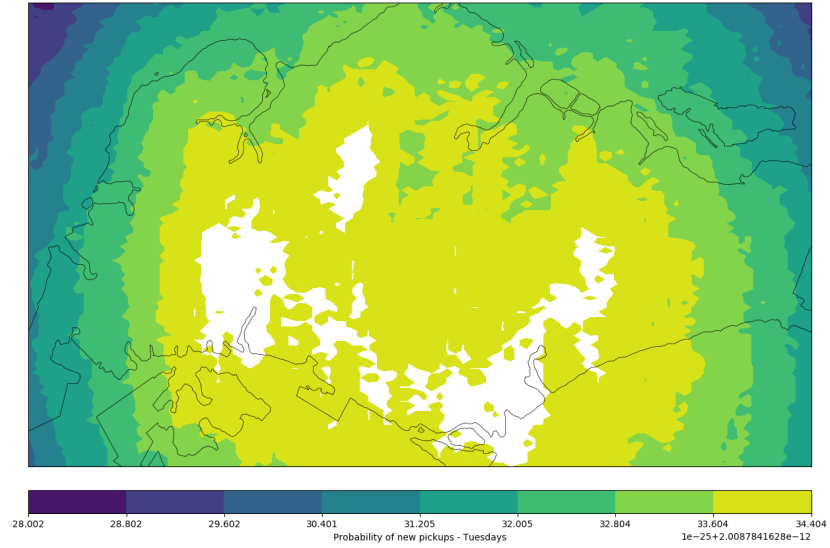 28.002 28.802 29.602 30.401 31.205 32.005 32.804 33.604 34.404
Probability of new pickups - Tuesdays 1e−25+2.0087841628e−12